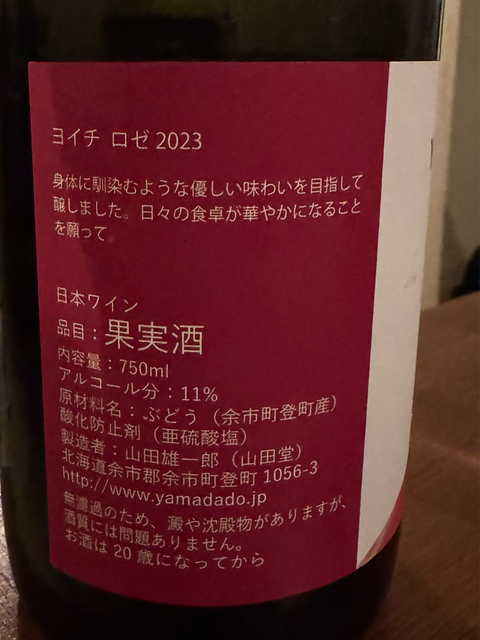 ヨイチ ロゼ 2023
身体に馴染むような優しい味わいを目指して
醸しました。日々の食卓が華やかになること
を願って。
日本ワイン
品目：果実酒
内容量：750ml
アルコール分：11%
原材料名：ぶどう（余市町登町産）
酸化防止剤（亜硫酸塩）
製造者：山田雄一郎（山田堂）
北海道余市郡余市町登町 1056-3
http://www.yamadado.jp
無濾過のため、澱や沈殿物がありますが、
酒質には問題ありません。
お酒は 20 歳になってから